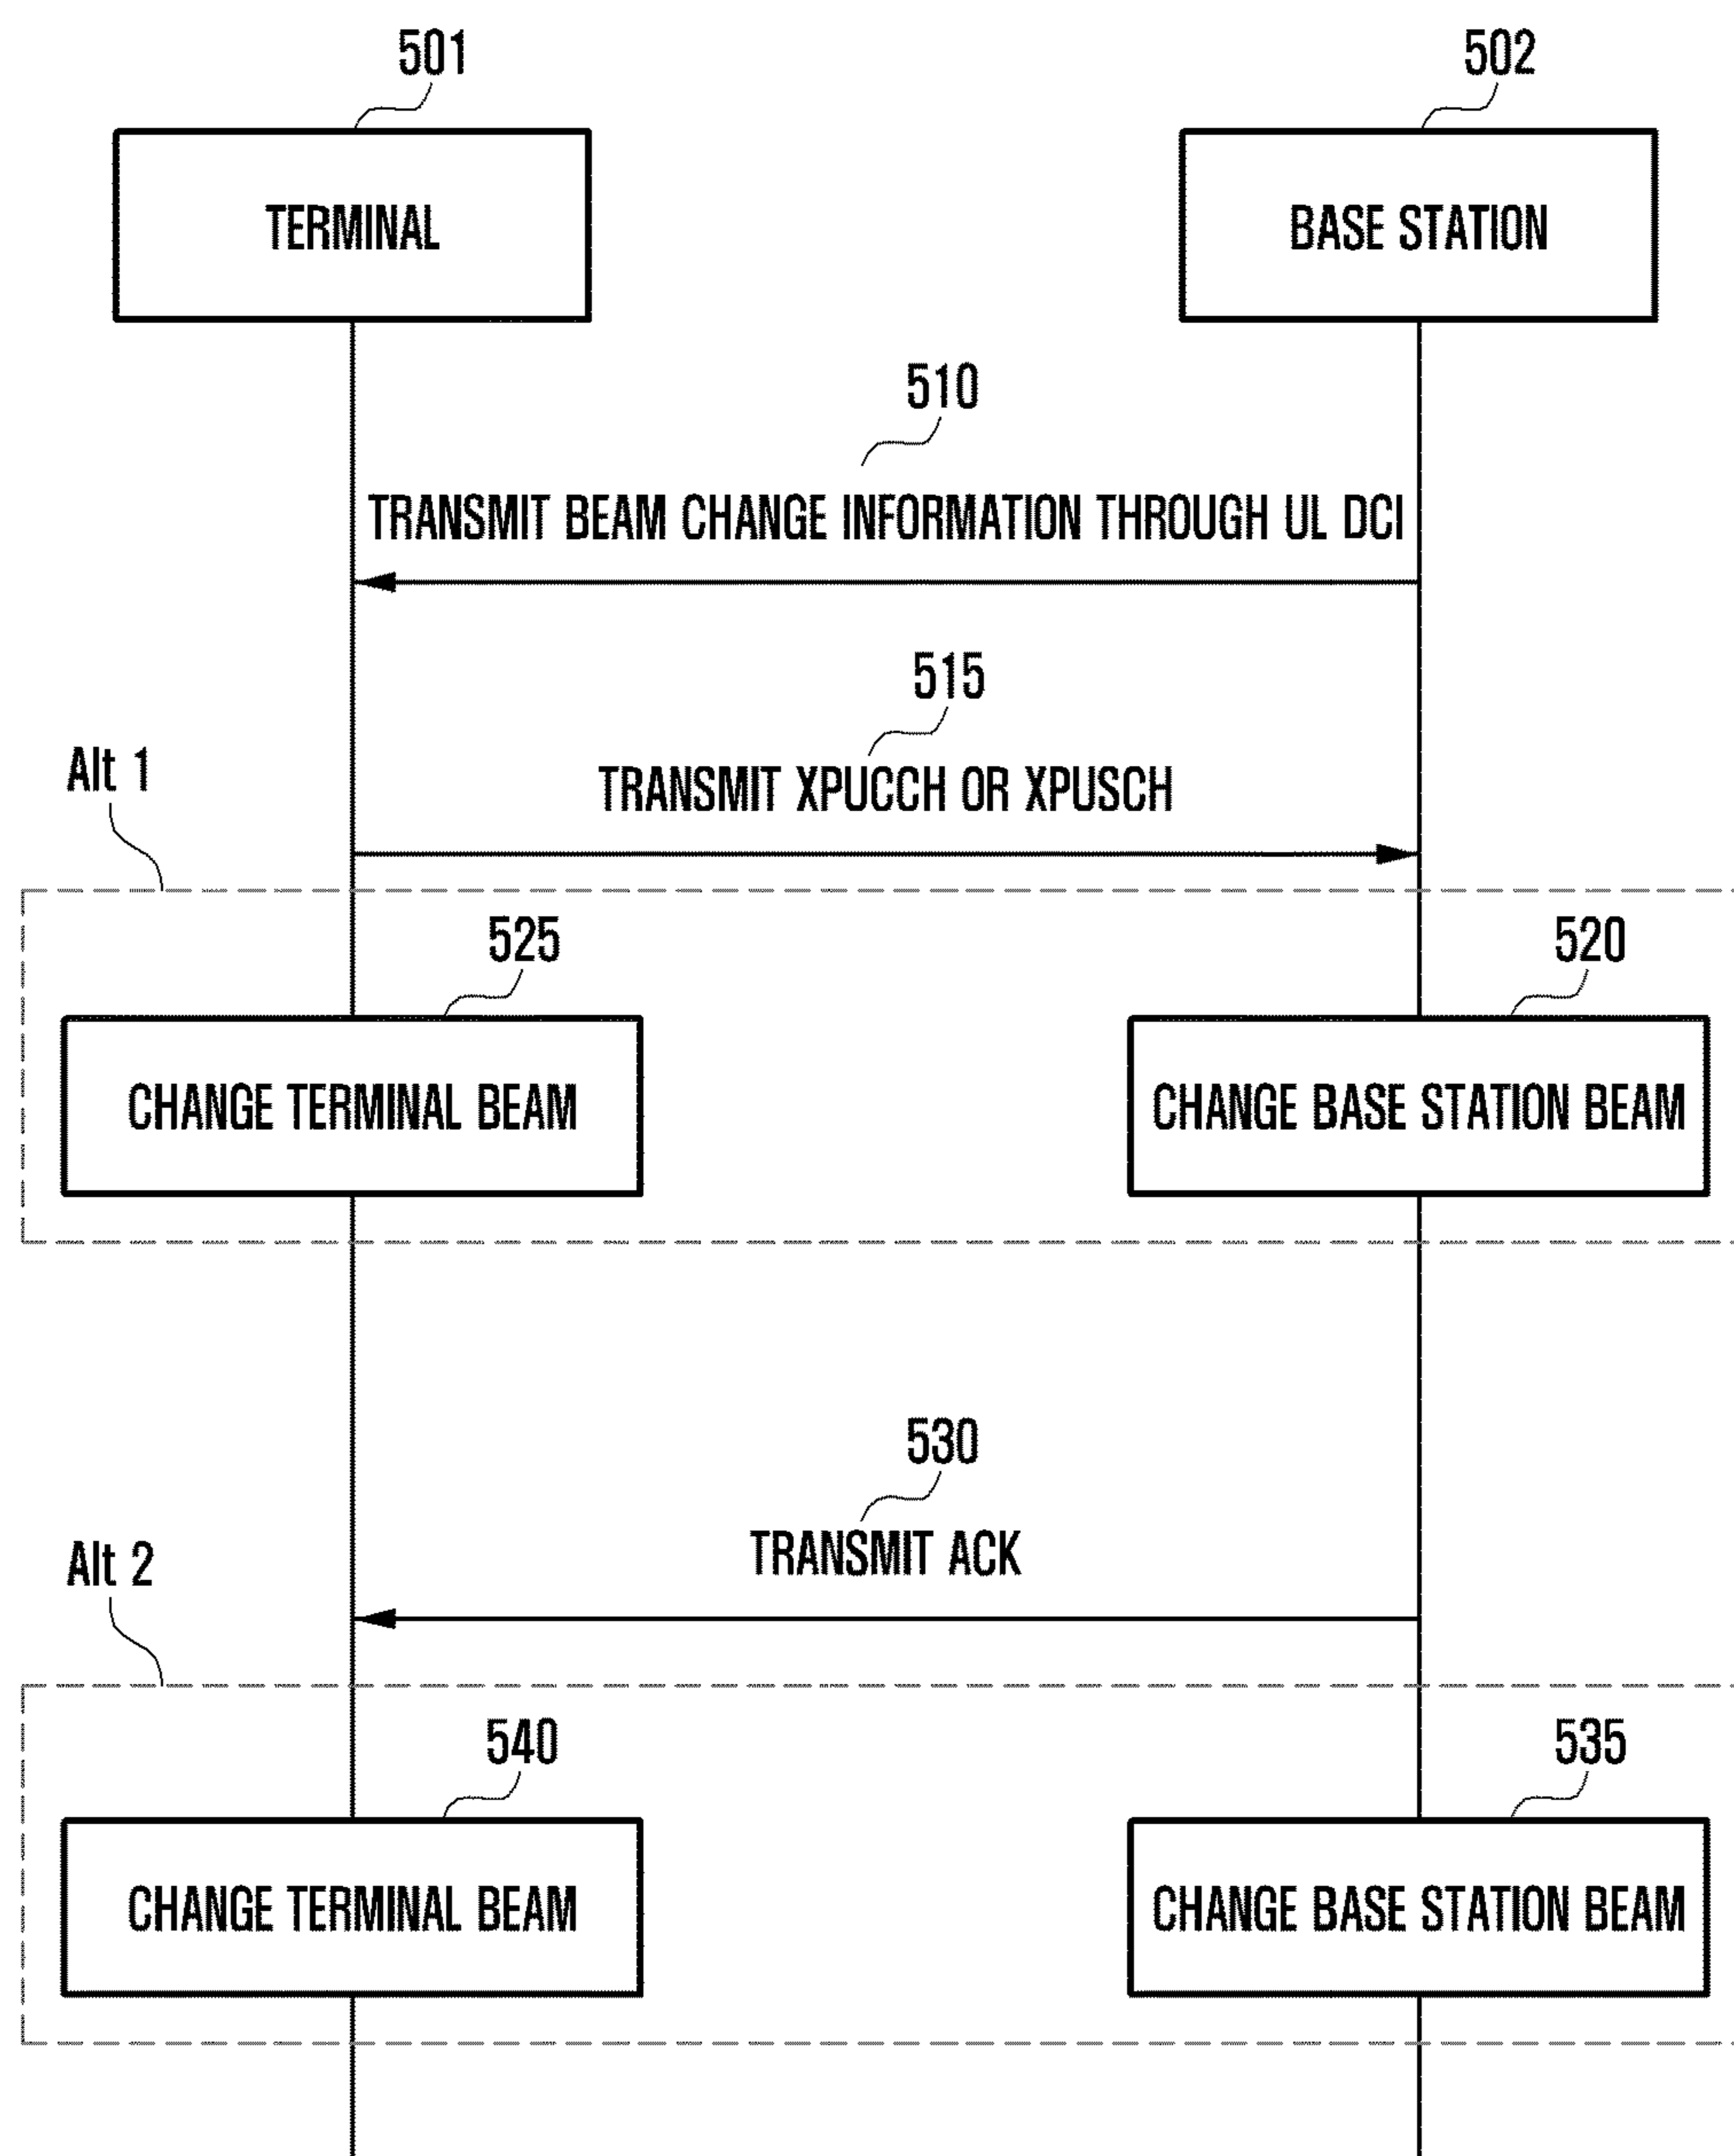 501
502
TERMINAL
BASE STATION
510
TRANSMIT BEAM CHANGE INFORMATION THROUGH UL DCI
515
TRANSMIT XPUCCH OR XPUSCH
Alt 1
525
520
CHANGE TERMINAL BEAM
CHANGE BASE STATION BEAM
530
TRANSMIT ACK
Alt 2
540
535
CHANGE TERMINAL BEAM
CHANGE BASE STATION BEAM